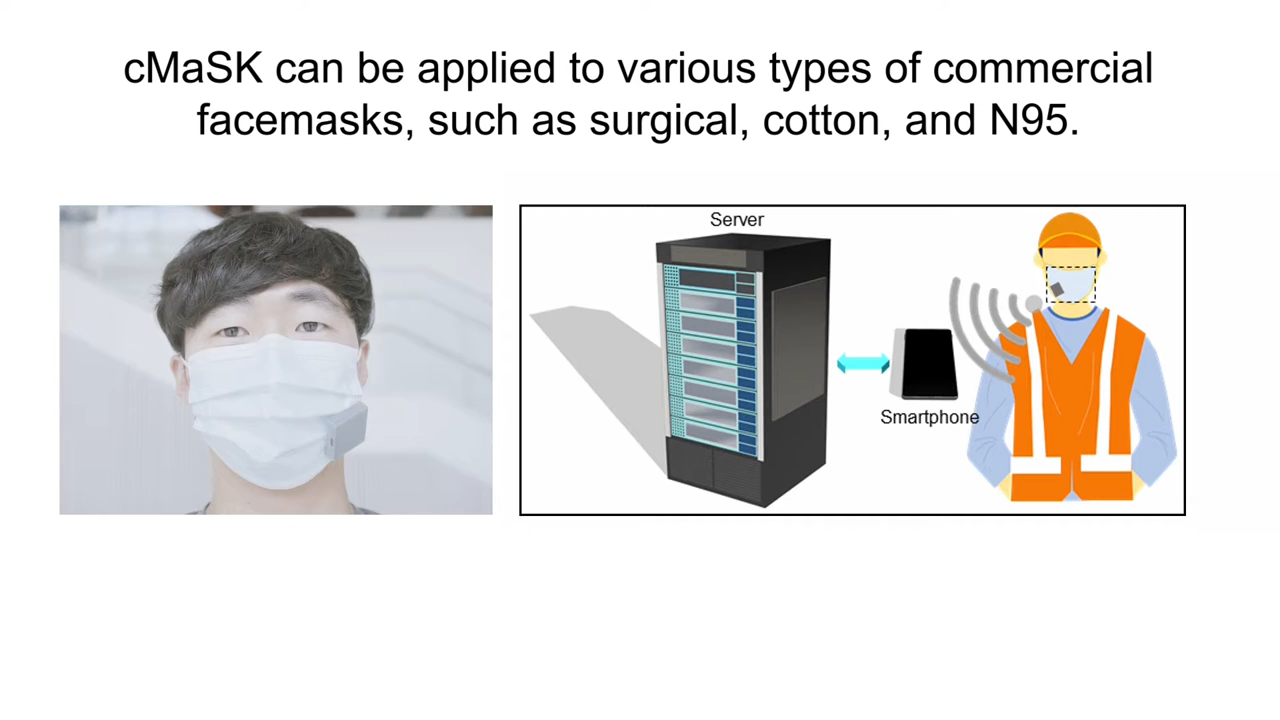 cMaSK can be applied to various types of commercial
facemasks, such as surgical, cotton, and N95.
Server
Smartphone